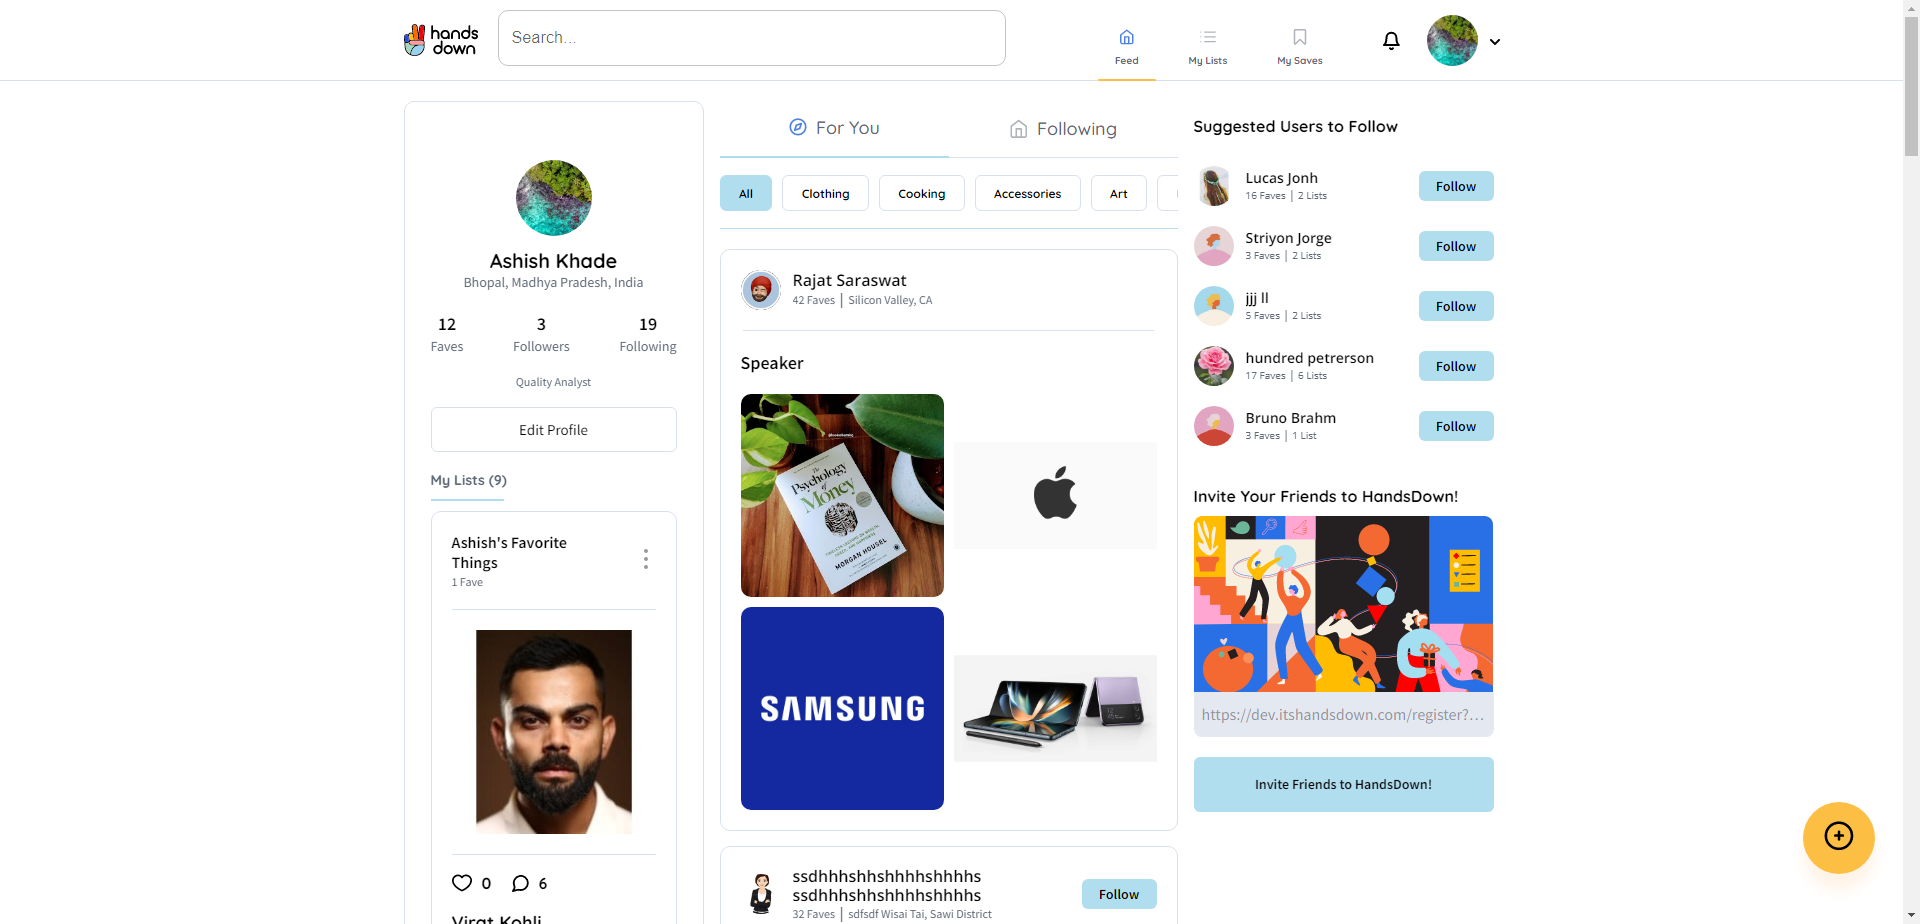 hands
down
Search...
Feed
My Lists
My Saves
Ashish Khade
Bhopal, Madhya Pradesh, India
12
3
19
Faves
Followers
Following
Quality Analyst
Edit Profile
My Lists (9)
Ashish's Favorite
Things
1 Fave
0
6
Virat Kohli
For You
Following
All
Clothing
Cooking
Accessories
Art
Rajat Saraswat
42 Faves | Silicon Valley, CA
Speaker
The
Psychology
of
Money
MORGAN HOUSEL
SAMSUNG
ssdhhhshhshhhhshhhhs
ssdhhhshhshhhhshhhhs
32 Faves | sdfsdf Wisai Tai, Sawi District
Follow
Suggested Users to Follow
Lucas Jonh
16 Faves | 2 Lists
Follow
Striyon Jorge
3 Faves | 2 Lists
Follow
jjj ll
5 Faves | 2 Lists
Follow
hundred petrerson
17 Faves | 6 Lists
Follow
Bruno Brahm
3 Faves | 1 List
Follow
Invite Your Friends to HandsDown!
https://dev.itshandsdown.com/register?...
Invite Friends to HandsDown!